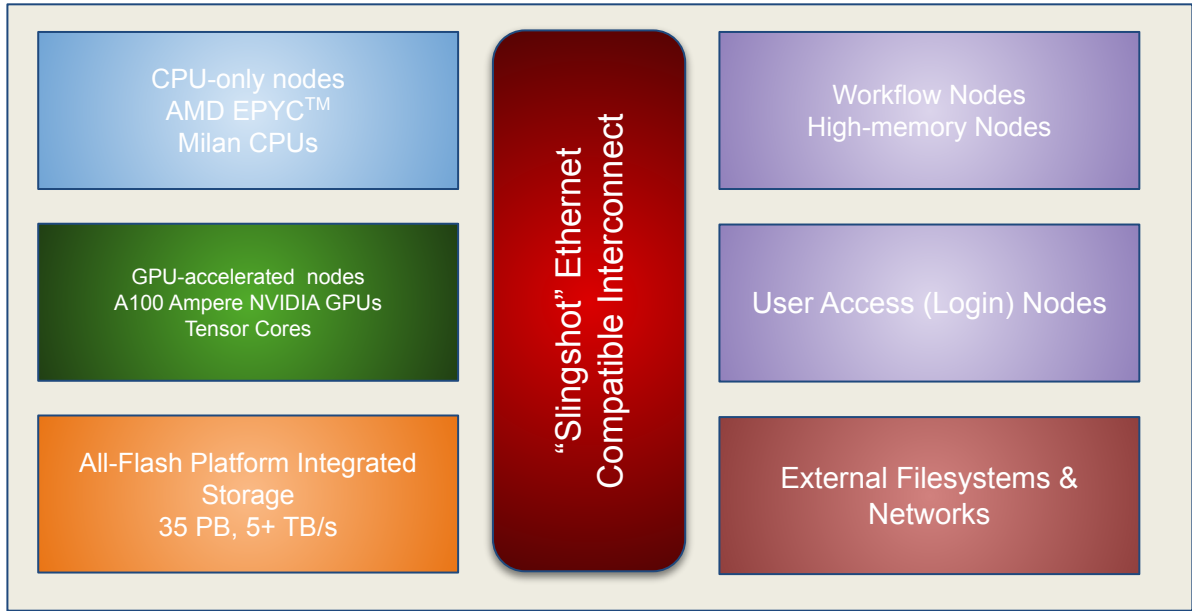 CPU-only nodes
AMD EPYC™
Milan CPUs
GPU-accelerated nodes
A100 Ampere NVIDIA GPUs
Tensor Cores
All-Flash Platform Integrated
Storage
35 PB, 5+ TB/s
“Slingshot” Ethernet
Compatible Interconnect
Workflow Nodes
High-memory Nodes
User Access (Login) Nodes
External Filesystems &
Networks